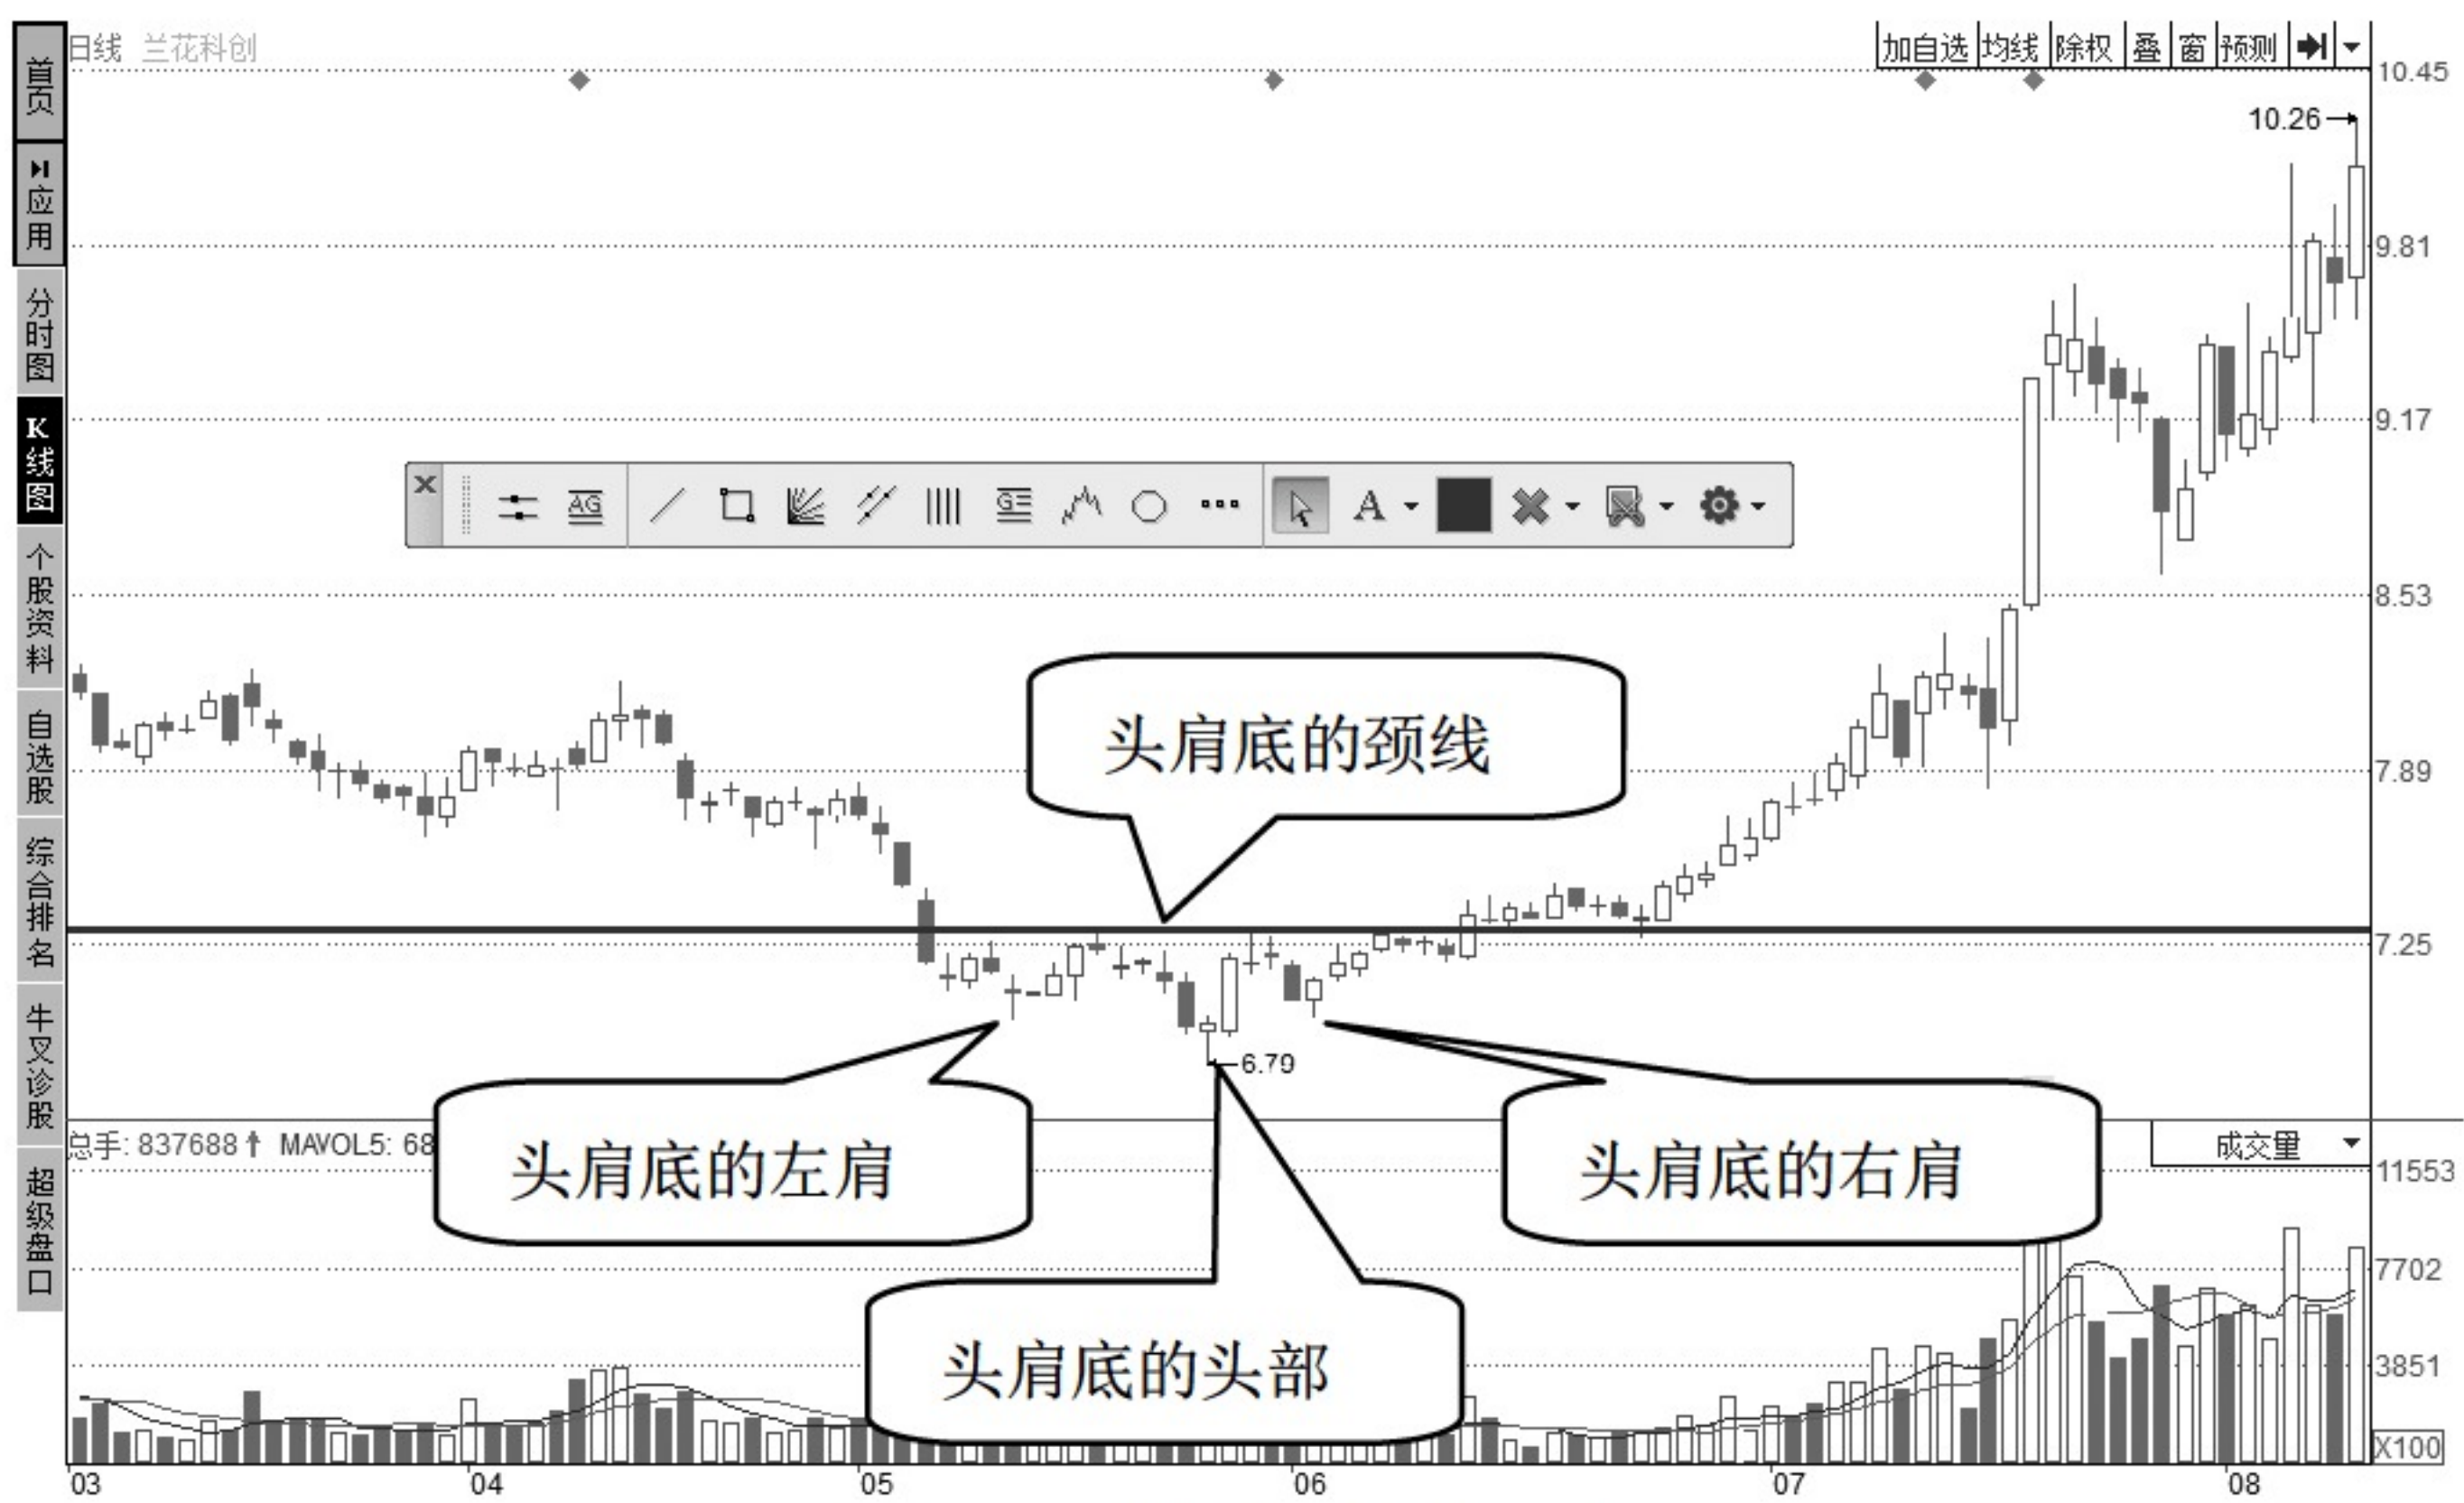 首页
应用
分时图
K线图
个股资料
自选股
综合排名
牛叉诊股
超级盘口
日线 兰花科创
加自选 均线 除权 叠 窗 预测
10.45
10.26
9.81
9.17
AG G A
8.53
头肩底的颈线
7.89
7.25
6.79
总手: 837688 MAVOL5: 68
成交量
头肩底的左肩
头肩底的右肩
11553
7702
头肩底的头部
3851
X100
03 04 05 06 07 08